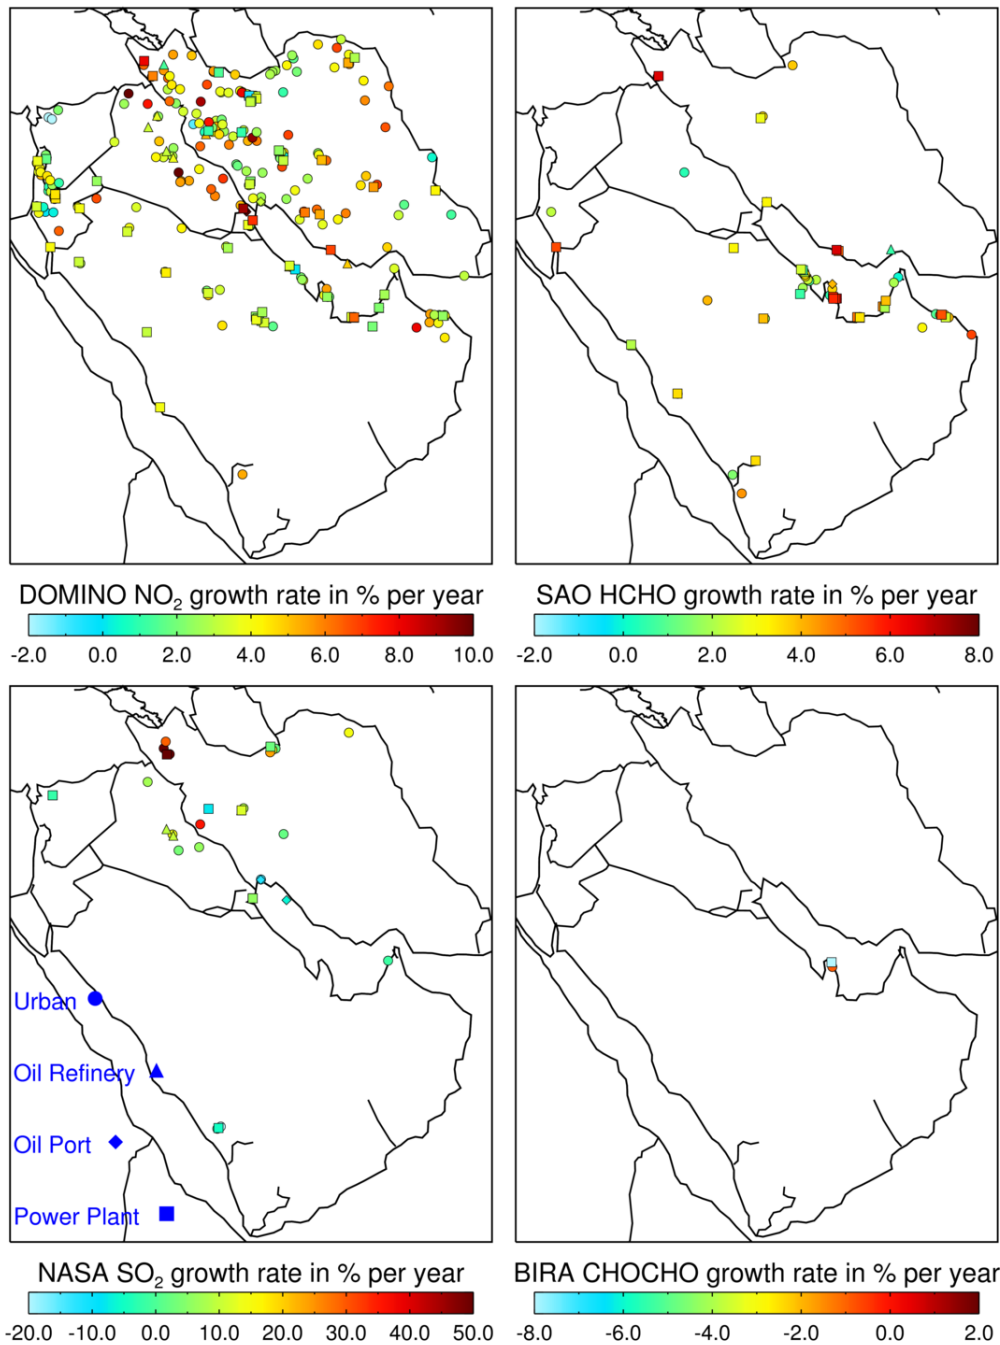 DOMINO NO₂ growth rate in % per year
-2.0 0.0 2.0 4.0 6.0 8.0 10.0
SAO HCHO growth rate in % per year
-2.0 0.0 2.0 4.0 6.0 8.0
Urban
Oil Refinery
Oil Port
Power Plant
NASA SO₂ growth rate in % per year
-20.0 -10.0 0.0 10.0 20.0 30.0 40.0 50.0
BIRA CHOCHO growth rate in % per year
-8.0 -6.0 -4.0 -2.0 0.0 2.0